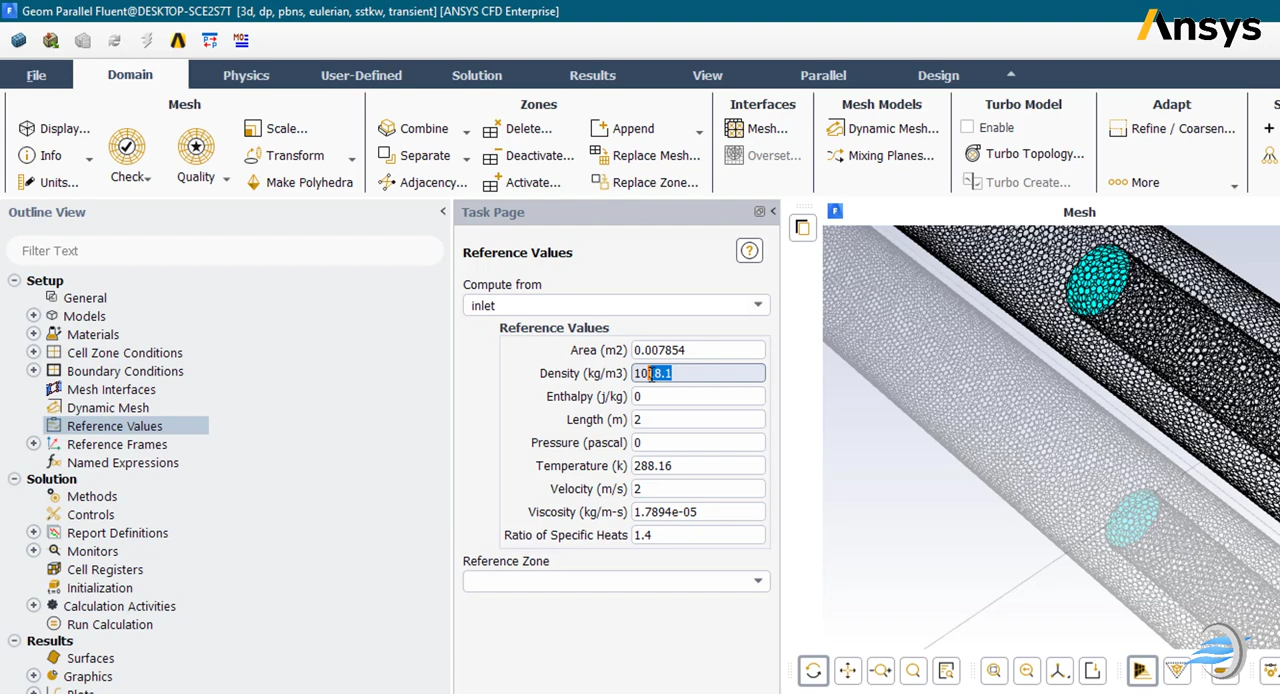 Geom Parallel Fluent@DESKTOP-SCE2S7T [3d, dp, pbns, eulerian, sstkw, transient] [ANSYS CFD Enterprise]
Ansys
File
Domain
Physics
User-Defined
Solution
Results
View
Parallel
Design
Mesh
Display...
Info
Units...
Check
Quality
Scale...
Transform
Make Polyhedra
Zones
Combine
Separate
Adjacency...
Delete...
Deactivate...
Activate...
Append
Replace Mesh...
Replace Zone...
Interfaces
Mesh...
Overset...
Mesh Models
Dynamic Mesh...
Mixing Planes...
Turbo Model
Enable
Turbo Topology...
Turbo Create...
Adapt
Refine / Coarsen...
More
Outline View
Filter Text
Setup
General
Models
Materials
Cell Zone Conditions
Boundary Conditions
Mesh Interfaces
Dynamic Mesh
Reference Values
Reference Frames
Named Expressions
Solution
Methods
Controls
Report Definitions
Monitors
Cell Registers
Initialization
Calculation Activities
Run Calculation
Results
Surfaces
Graphics
Task Page
Reference Values
Compute from
inlet
Reference Values
Area (m2) 0.007854
Density (kg/m3)
Enthalpy (j/kg) 0
Length (m) 2
Pressure (pascal) 0
Temperature (k) 288.16
Velocity (m/s) 2
Viscosity (kg/m-s) 1.7894e-05
Ratio of Specific Heats 1.4
Reference Zone
Mesh